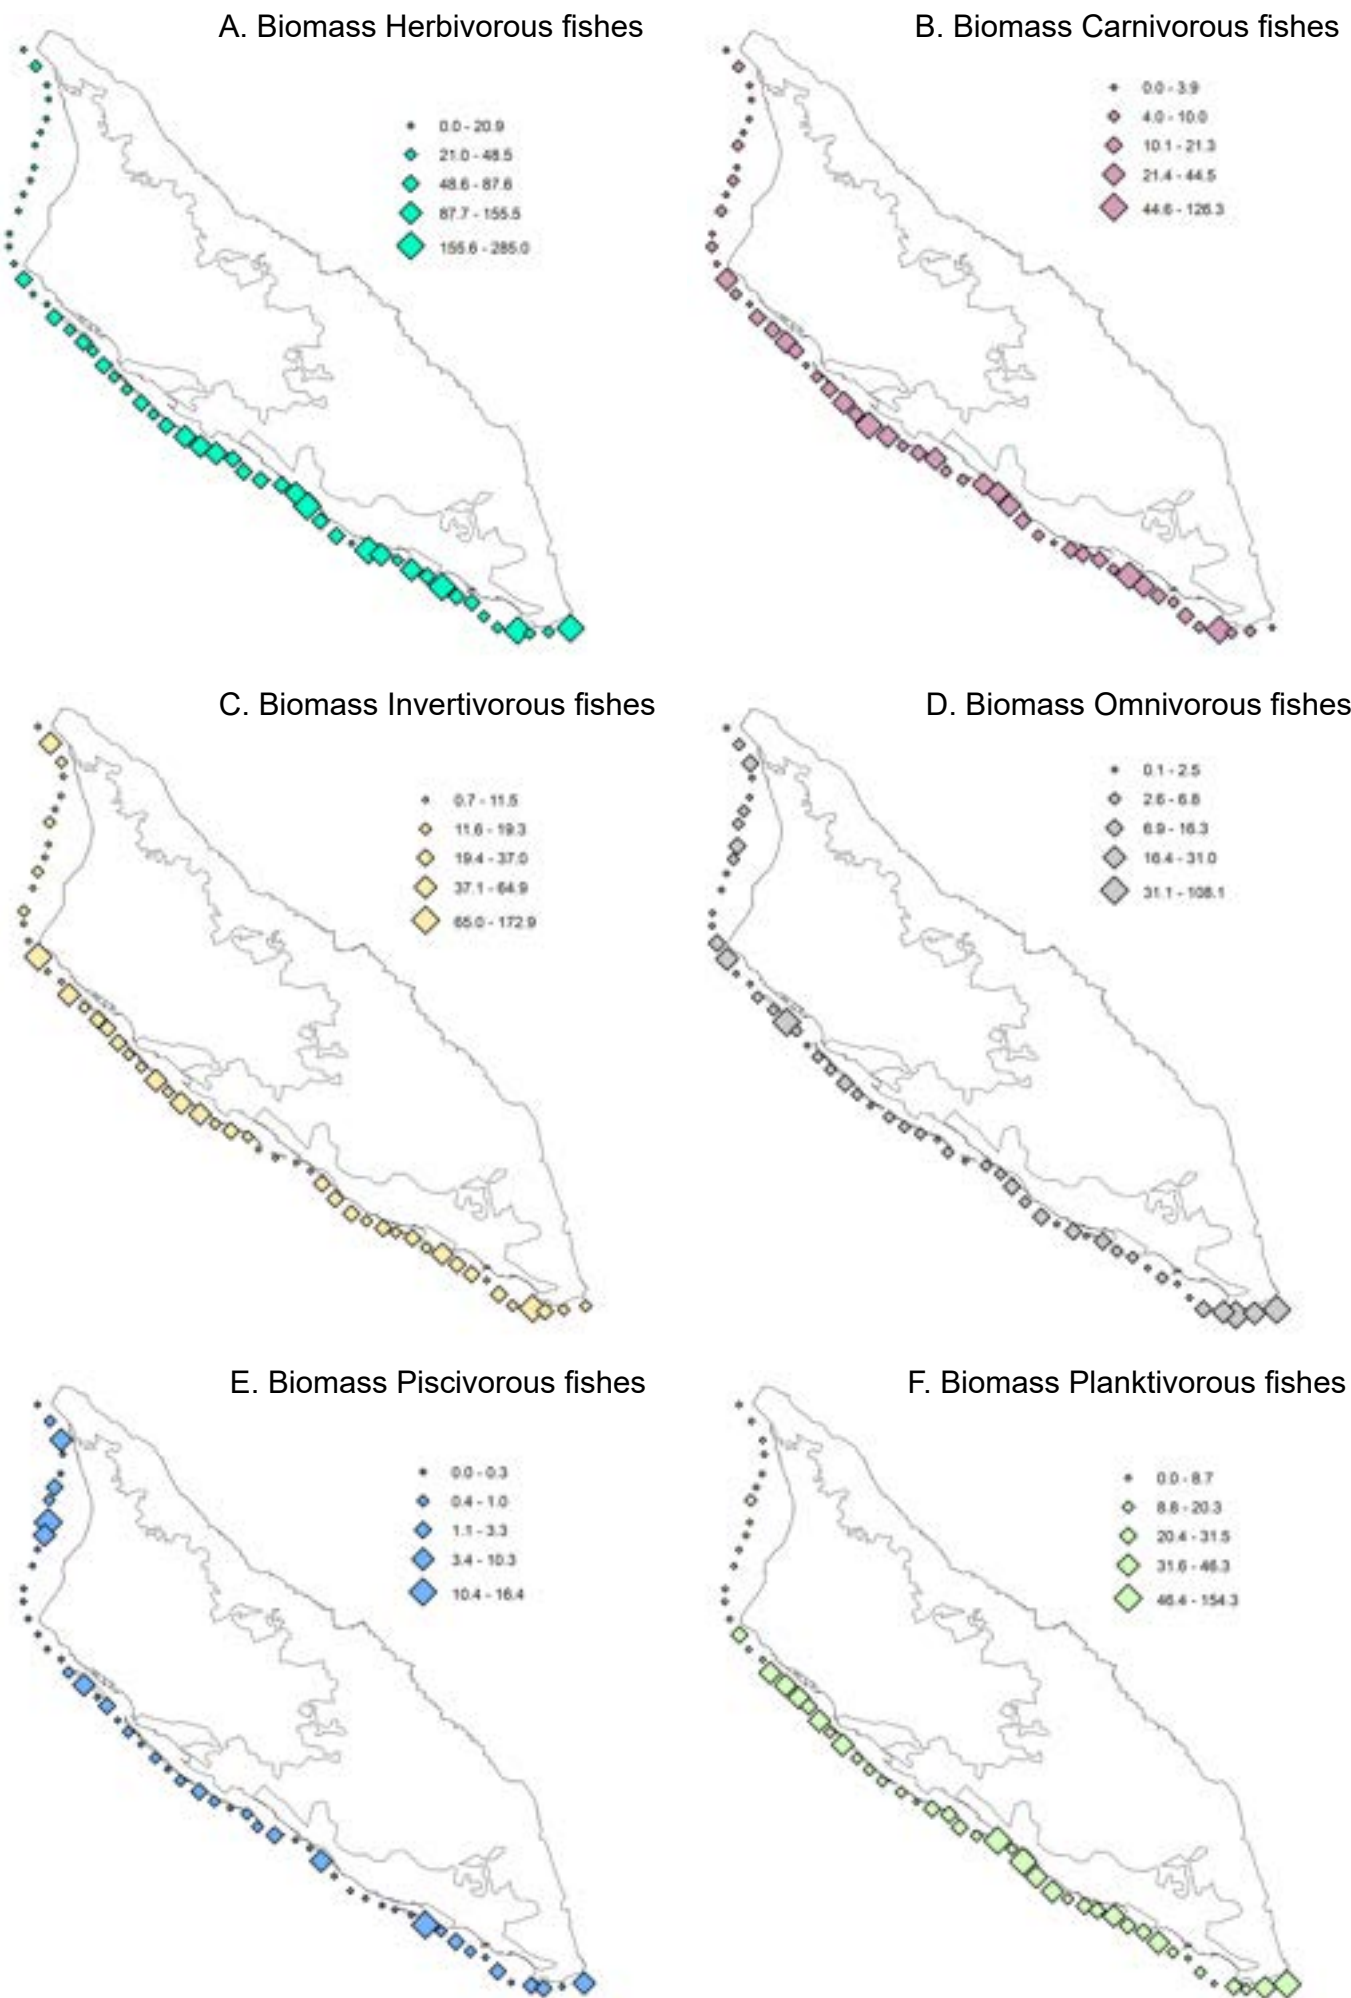 A. Biomass Herbivorous fishes
0.0 - 20.9
21.0 - 48.5
48.6 - 87.6
87.7 - 155.5
155.6 - 285.0
B. Biomass Carnivorous fishes
0.0 - 3.9
4.0 - 10.0
10.1 - 21.3
21.4 - 44.5
44.6 - 126.3
C. Biomass Invertivorous fishes
0.7 - 11.5
11.6 - 19.3
19.4 - 37.0
37.1 - 64.9
65.0 - 172.9
D. Biomass Omnivorous fishes
0.1 - 2.5
2.6 - 6.8
6.9 - 16.3
16.4 - 31.0
31.1 - 108.1
E. Biomass Piscivorous fishes
0.0 - 0.3
0.4 - 1.0
1.1 - 3.3
3.4 - 10.3
10.4 - 16.4
F. Biomass Planktivorous fishes
0.0 - 8.7
8.8 - 20.3
20.4 - 31.5
31.6 - 46.3
46.4 - 154.3